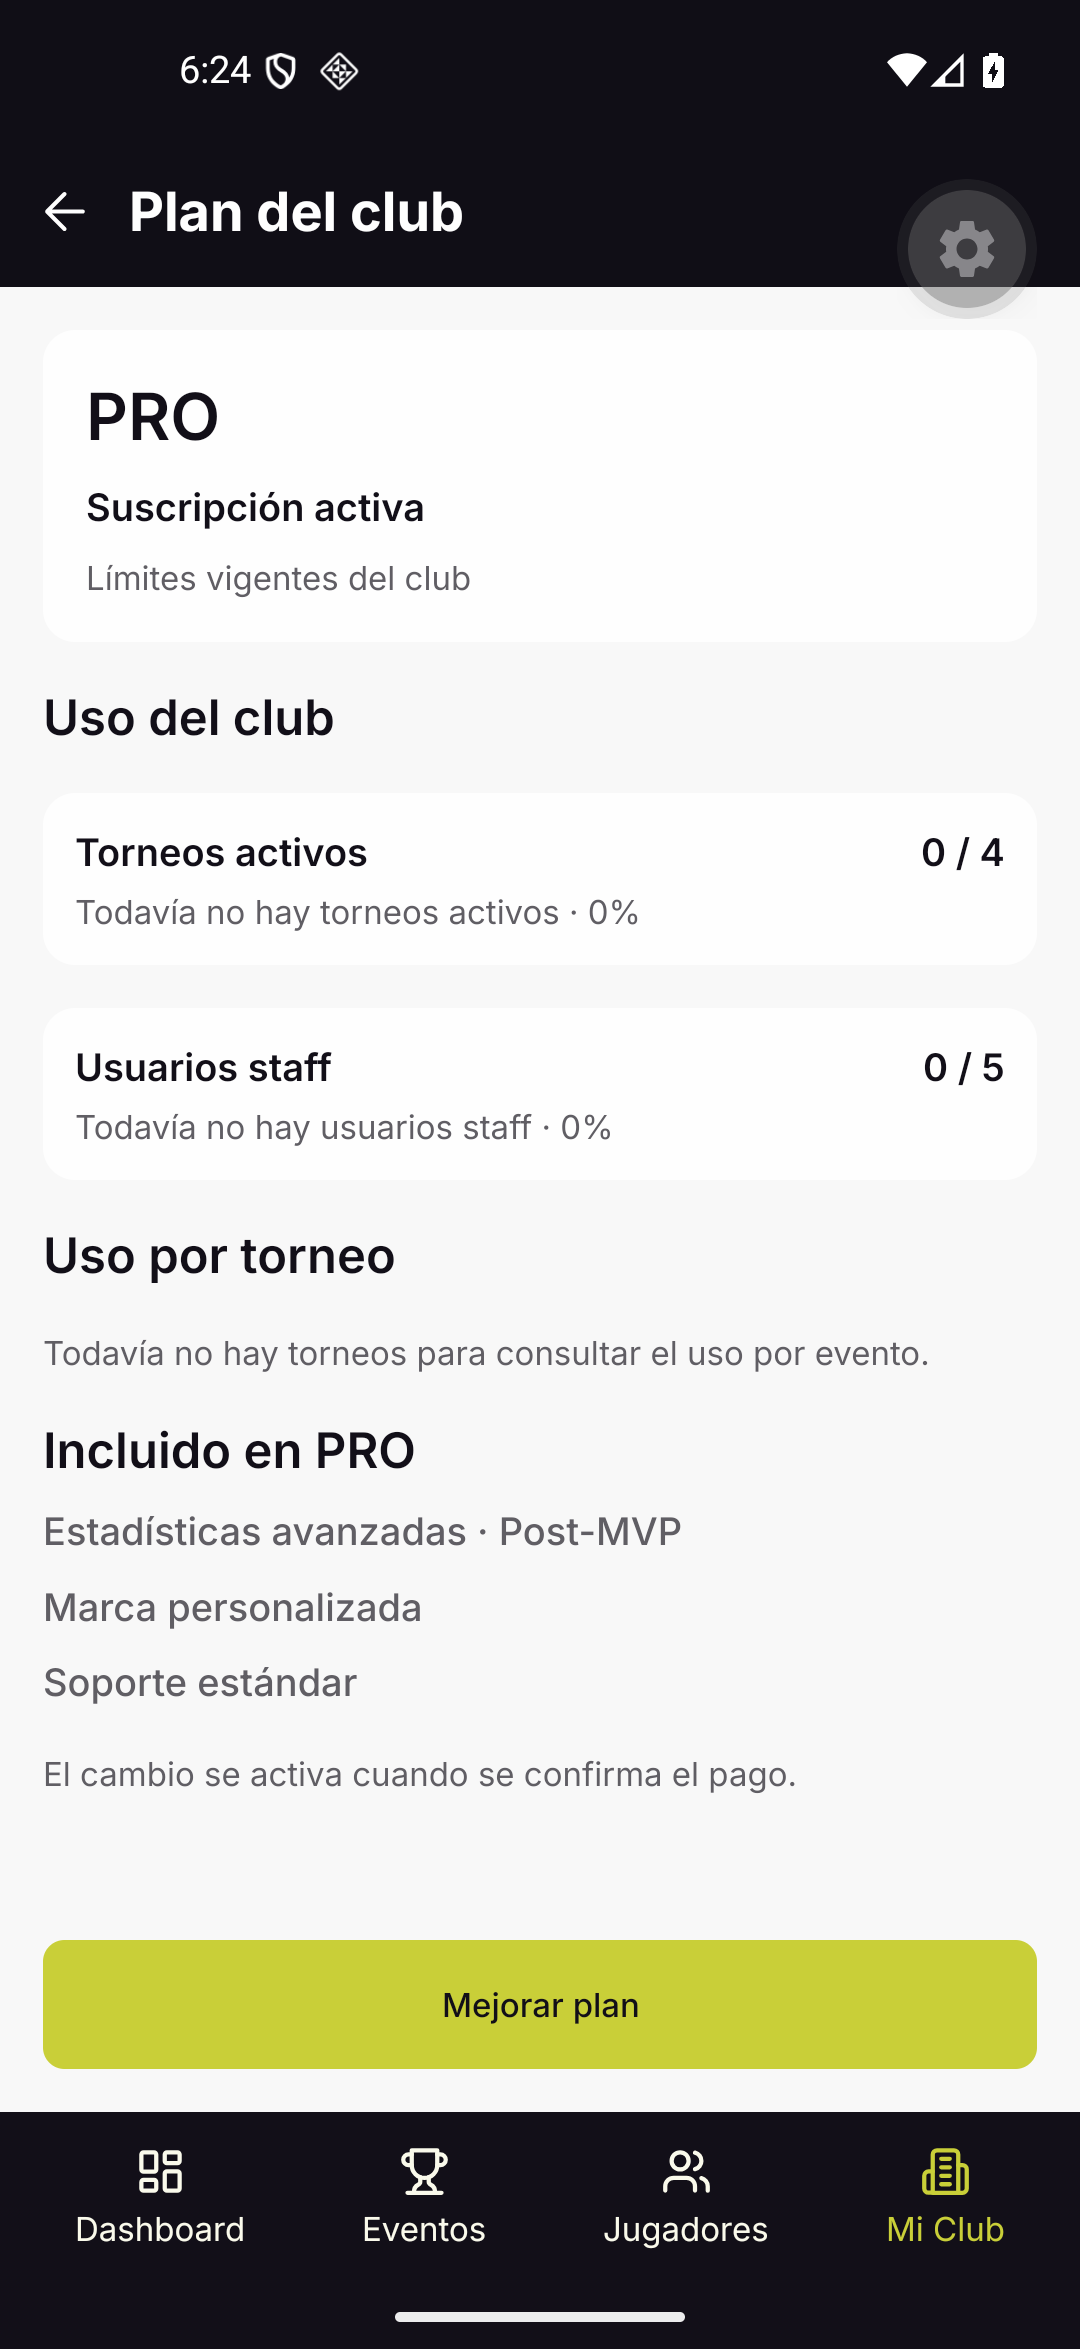 6:24
Plan del club
PRO
Suscripción activa
Límites vigentes del club
Uso del club
Torneos activos 0 / 4
Todavía no hay torneos activos · 0%
Usuarios staff 0 / 5
Todavía no hay usuarios staff · 0%
Uso por torneo
Todavía no hay torneos para consultar el uso por evento.
Incluido en PRO
Estadísticas avanzadas · Post-MVP
Marca personalizada
Soporte estándar
El cambio se activa cuando se confirma el pago.
Mejorar plan
Dashboard Eventos Jugadores Mi Club